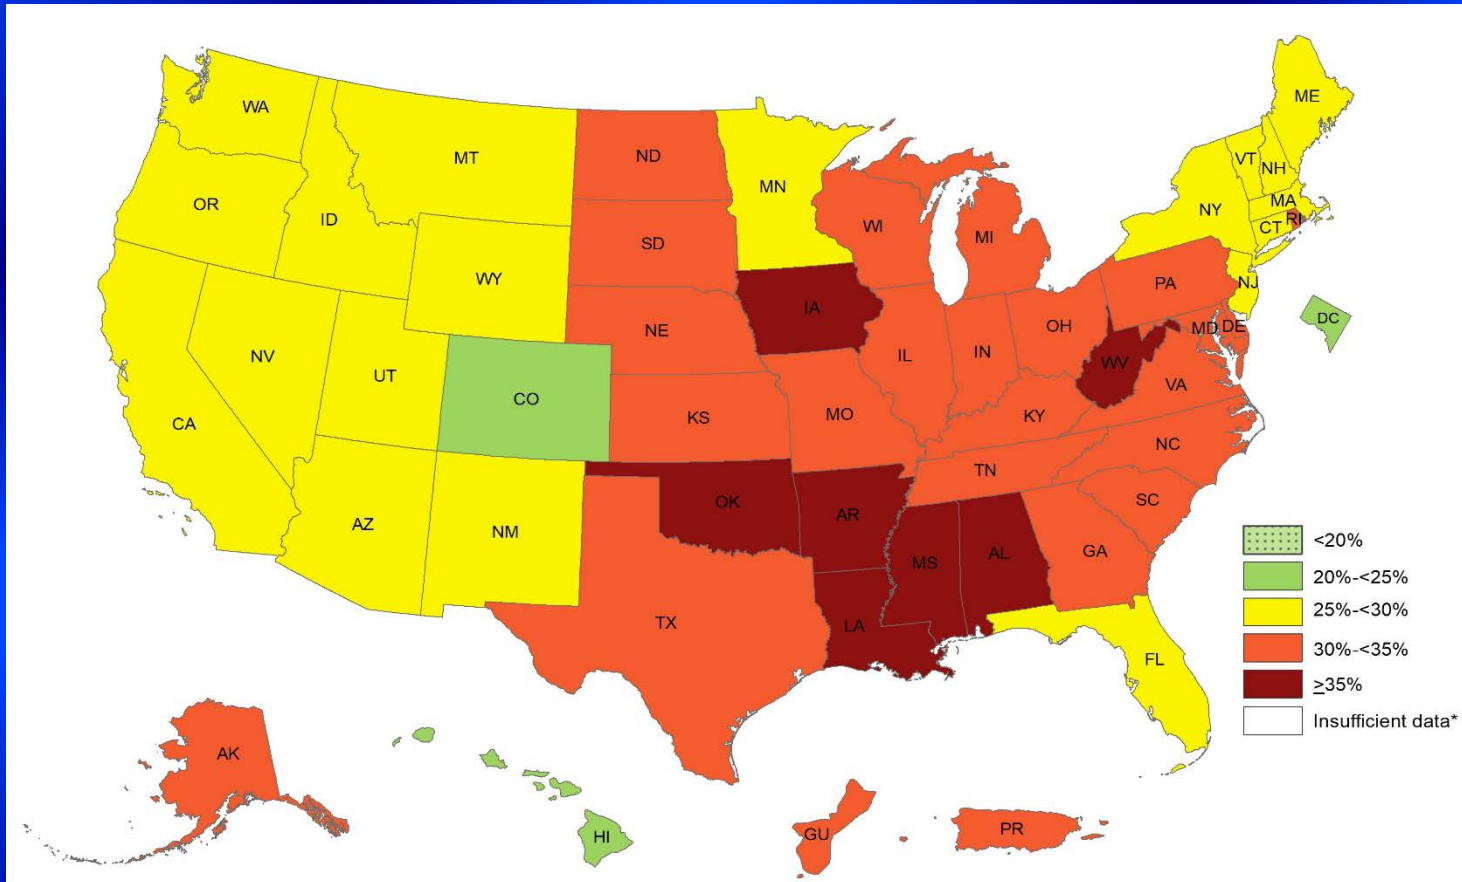 WA
MT
ND
MN
ME
VT
NH
OR
ID
SD
WI
MI
NY
MA
CT
RI
WY
IA
NE
PA
NJ
NV
UT
CO
IL
IN
OH
MD
DE
DC
CA
KS
MO
KY
WV
VA
AZ
NM
OK
AR
TN
NC
SC
TX
LA
MS
AL
GA
FL
AK
HI
GU
PR
<20%
20%-<25%
25%-<30%
30%-<35%
≥35%
Insufficient data*